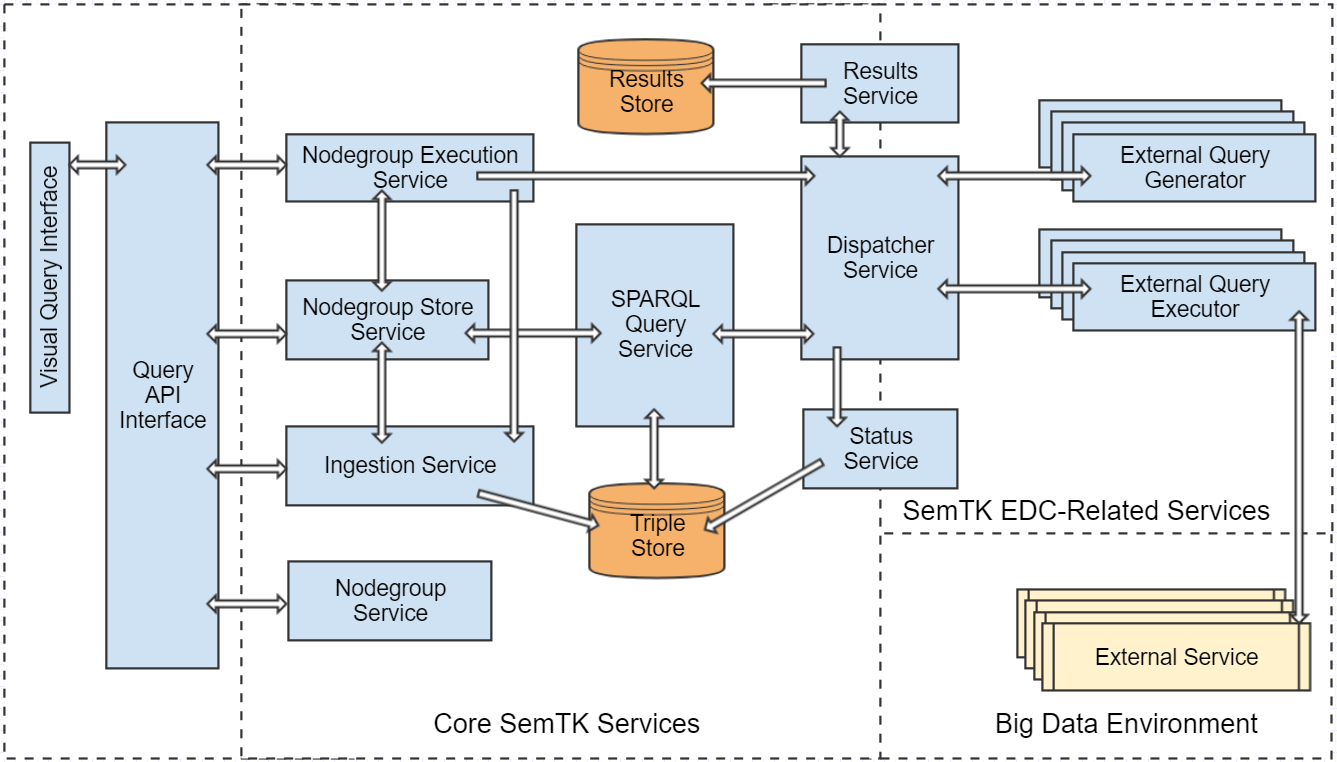 Visual Query Interface
Query
API
Interface
Nodegroup Execution
Service
Nodegroup Store
Service
Ingestion Service
Nodegroup
Service
Results
Store
SPARQL
Query
Service
Triple
Store
Results
Service
Dispatcher
Service
Status
Service
External Query
Generator
External Query
Executor
SemTK EDC-Related Services
External Service
Core SemTK Services
Big Data Environment